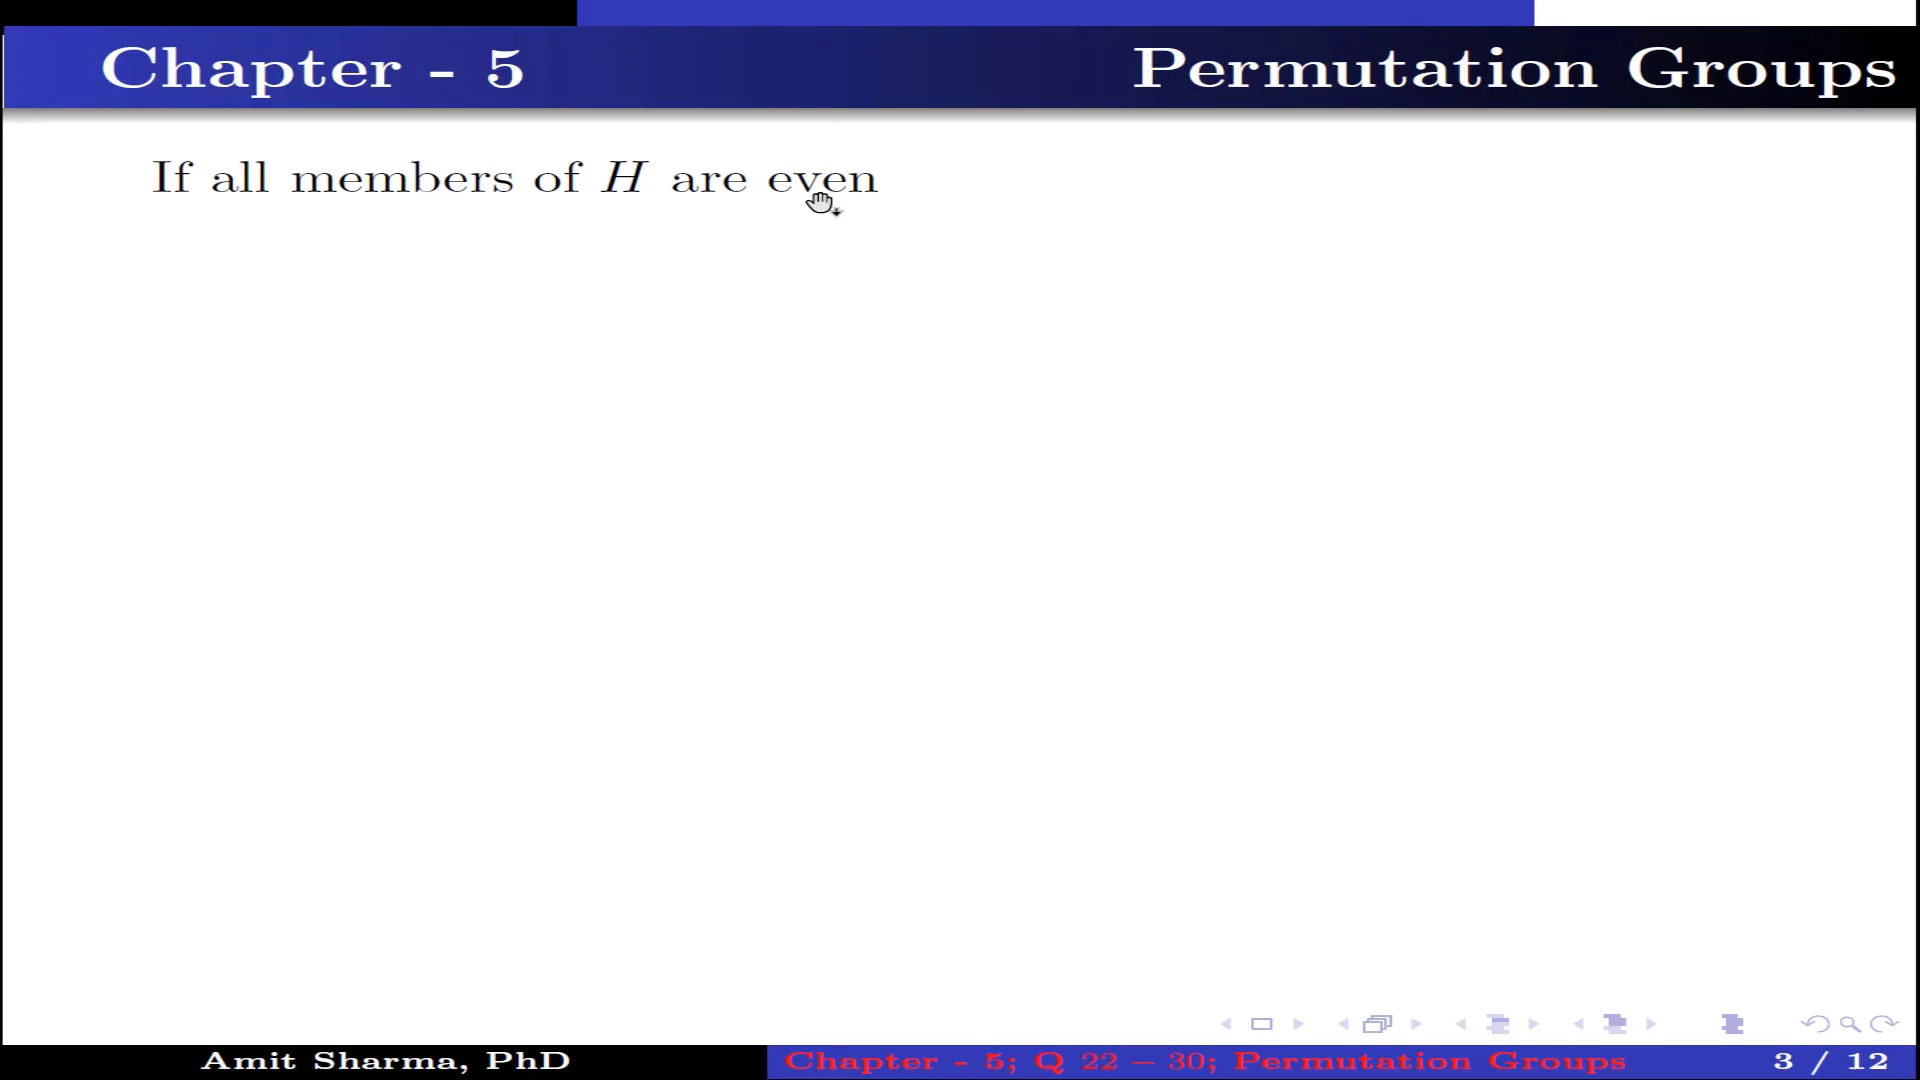 Chapter - 5 Permutation Groups
If all members of H are even
Amit Sharma, PhD Chapter - 5; Q 22 – 30; Permutation Groups 3 / 12